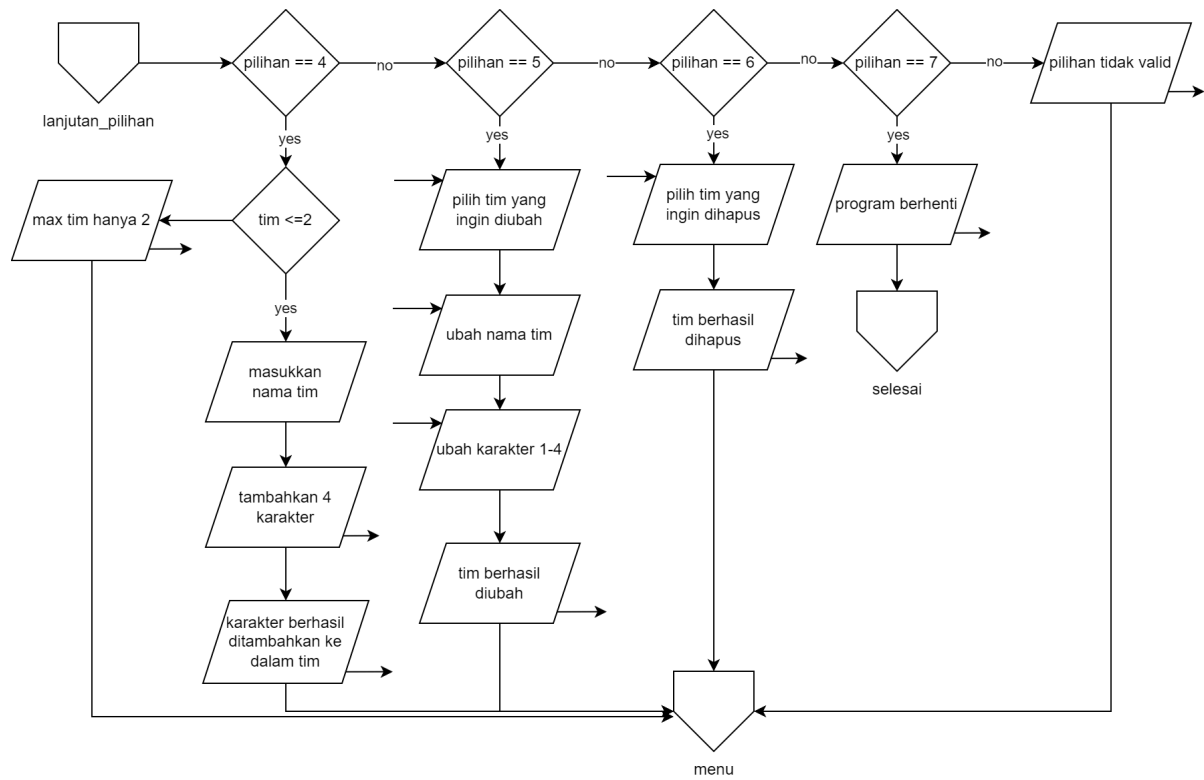 lanjutan_pilihan
pilihan == 4
no
pilihan == 5
no
pilihan == 6
no
pilihan == 7
no
pilihan tidak valid
yes
tim <=2
max tim hanya 2
yes
masukkan
nama tim
tambahkan 4
karakter
karakter berhasil
ditambahkan ke
dalam tim
yes
pilih tim yang
ingin diubah
ubah nama tim
ubah karakter 1-4
tim berhasil
diubah
yes
pilih tim yang
ingin dihapus
tim berhasil
dihapus
yes
program berhenti
selesai
menu